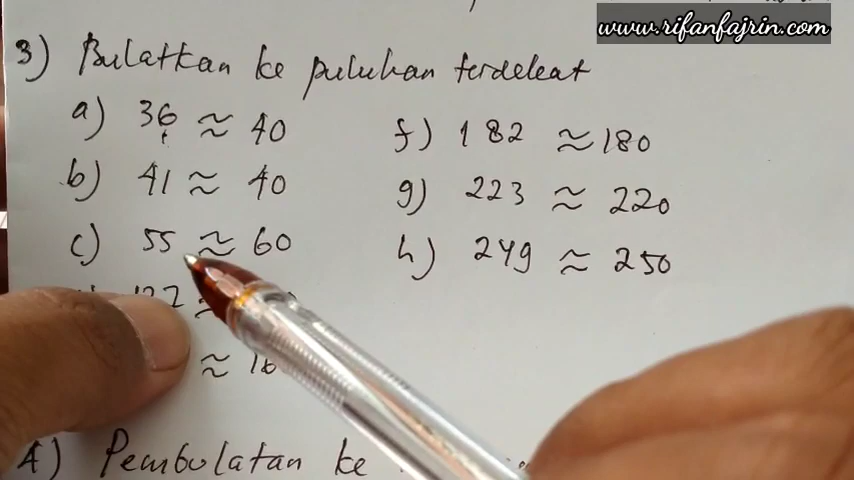 www.rifanfajrin.com
3) Bulatkan ke puluhan terdekat
a) 36 ≈ 40
b) 41 ≈ 40
c) 55 ≈ 60
f) 182 ≈ 180
g) 223 ≈ 220
h) 249 ≈ 250
4) Pembulatan ke